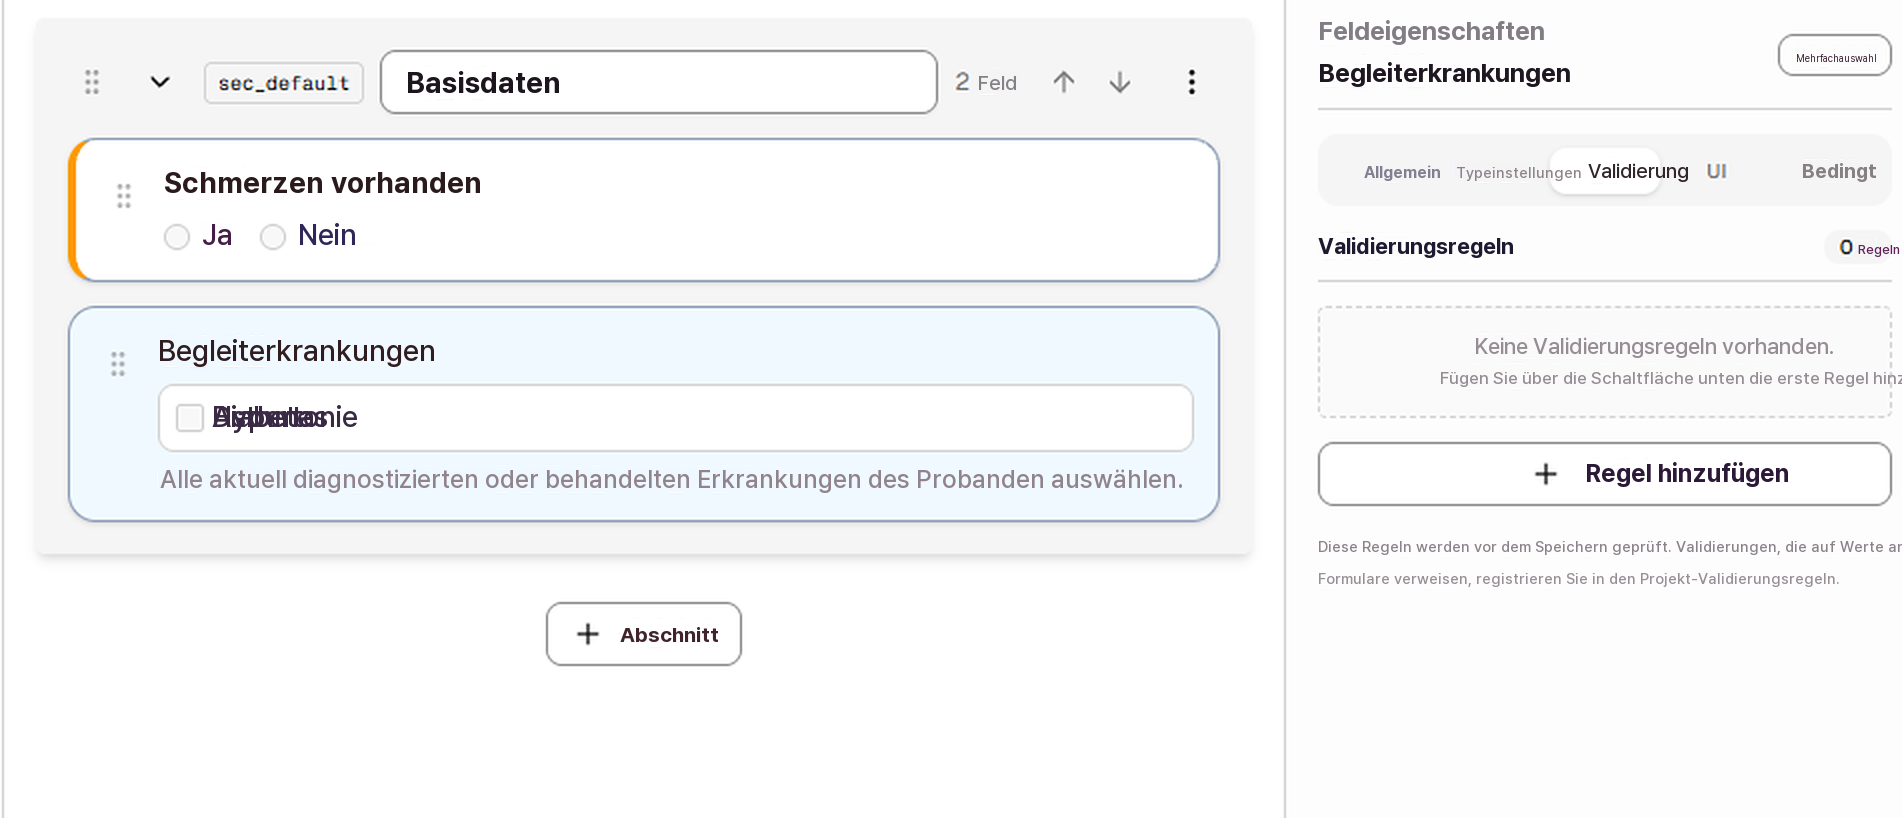 sec_default
Basisdaten
2 Feld
Schmerzen vorhanden
Ja
Nein
Begleiterkrankungen
Alle aktuell diagnostizierten oder behandelten Erkrankungen des Probanden auswählen.
Abschnitt
Feldeigenschaften
Begleiterkrankungen
Mehrfachauswahl
Allgemein
Typeinstellungen
Validierung
UI
Bedingt
Validierungsregeln
0 Regeln
Keine Validierungsregeln vorhanden.
Fügen Sie über die Schaltfläche unten die erste Regel
Regel hinzufügen
Diese Regeln werden vor dem Speichern geprüft. Validierungen, die auf Werte
Formulare verweisen, registrieren Sie in den Projekt-Validierungsregeln.